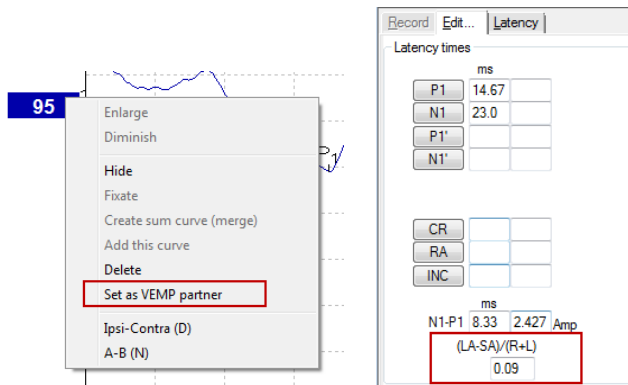 95
Enlarge
Diminish
Hide
Fixate
Create sum curve (merge)
Add this curve
Delete
Set as VEMP partner
Ipsi-Contra (D)
A-B (N)
P1
Record Edit... Latency
Latency times
ms
P1 14.67
N1 23.0
P1'
N1'
CR
RA
INC
ms
N1-P1 8.33 2.427 Amp
(LA-SA)/(R+L)
0.09